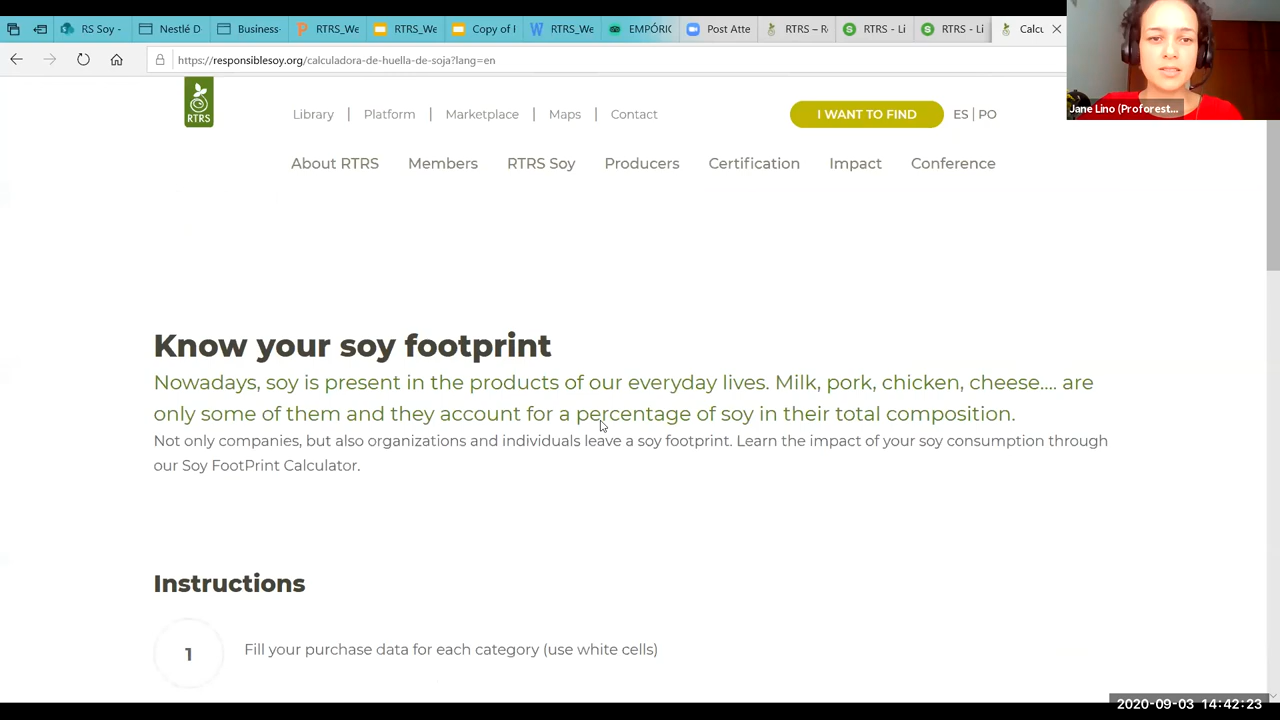 RS Soy -
Nestlé D
Business-
RTRS_We
RTRS_We
Copy of F
RTRS_We
EMPÓRIO
Post Atte
RTRS – R
RTRS - Li
RTRS - Li
Calcu
https://responsiblesoy.org/calculadora-de-huella-de-soja?lang=en
Jane Lino (Proforest...
RTRS
Library | Platfurm | Marketplace | Maps | Contact
I WANT TO FIND
ES | PO
About RTRS Members RTRS Soy Producers Certification Impact Conference
Know your soy footprint
Nowadays, soy is present in the products of our everyday lives. Milk, pork, chicken, cheese.... are
only some of them and they account for a percentage of soy in their total composition.
Not only companies, but also organizations and individuals leave a soy footprint. Learn the impact of your soy consumption through
our Soy FootPrint Calculator.
Instructions
1
Fill your purchase data for each category (use white cells)
2020-09-03 14:42:23